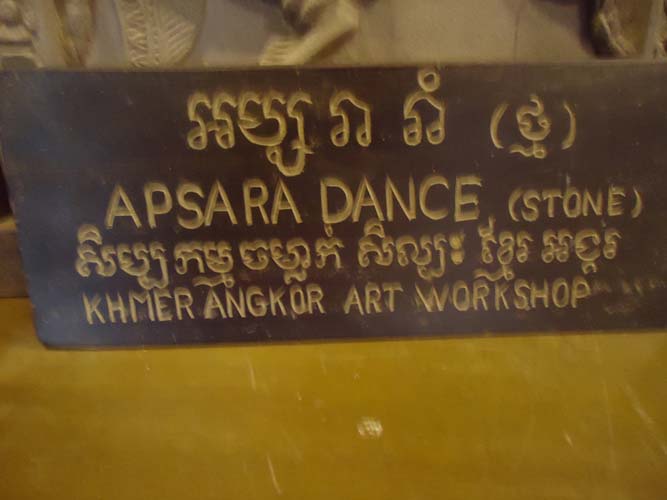 អប្សរា រាំ (ថ្ម)
APSARA DANCE (STONE)
សិប្ប កម្ម ចម្លាក់ សិល្បះ ខ្មែរ អង្គរ
KHMER ANGKOR ART WORKSHOP